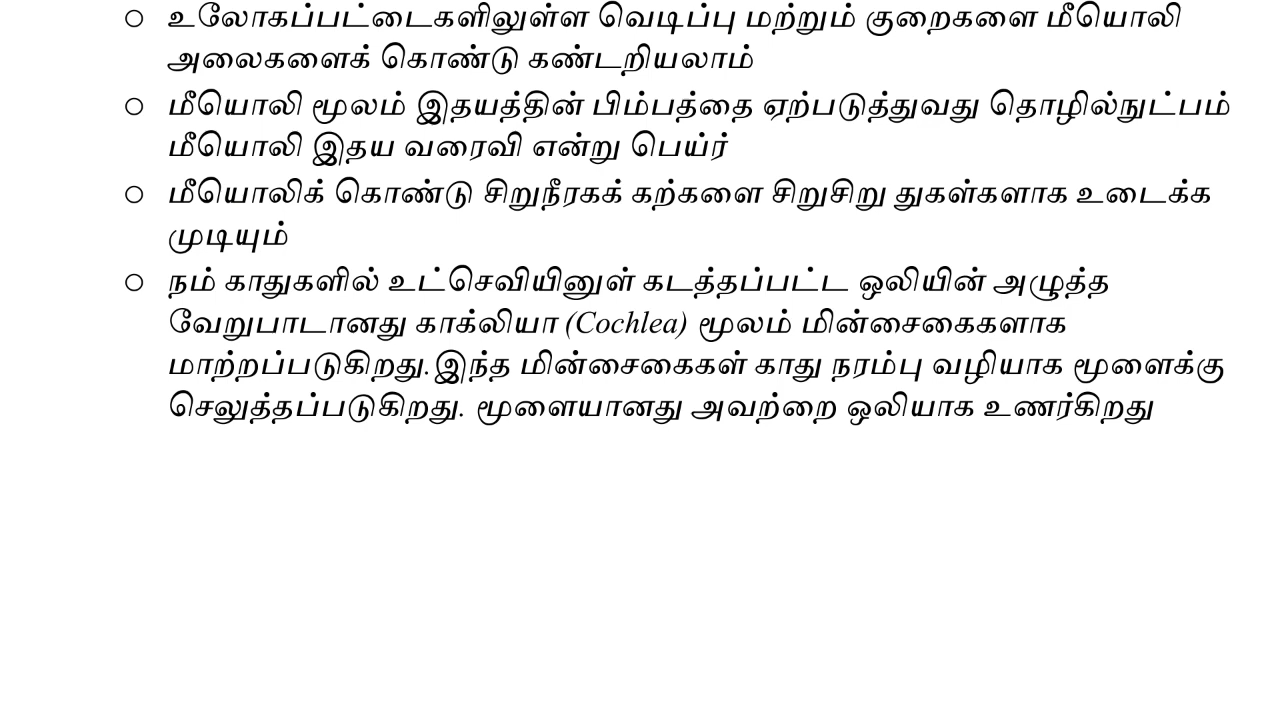 ○ உலோகப்பட்டைகளிலுள்ள வெடிப்பு மற்றும் குறைகளை மீயொலி
அலைகளைக் கொண்டு கண்டறியலாம்
○ மீயொலி மூலம் இதயத்தின் பிம்பத்தை ஏற்படுத்துவது தொழில்நுட்பம்
மீயொலி இதய வரைவி என்று பெய்ர்
○ மீயொலிக் கொண்டு சிறுநீரகக் கற்களை சிறுசிறு துகள்களாக உடைக்க
முடியும்
○ நம் காதுகளில் உட்செவியினுள் கடத்தப்பட்ட ஒலியின் அழுத்த
வேறுபாடானது காக்லியா (Cochlea) மூலம் மின்சைகைகளாக
மாற்றப்படுகிறது.இந்த மின்சைகைகள் காது நரம்பு வழியாக மூளைக்கு
செலுத்தப்படுகிறது. மூளையானது அவற்றை ஒலியாக உணர்கிறது